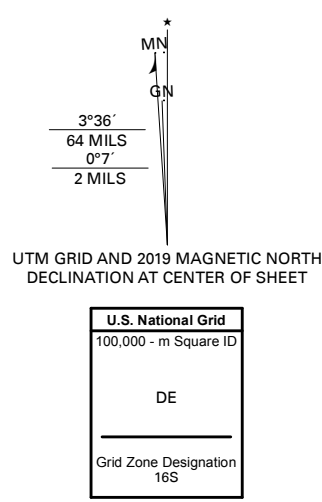 MN
GN
3°36´
64 MILS
0°7´
2 MILS
UTM GRID AND 2019 MAGNETIC NORTH
DECLINATION AT CENTER OF SHEET
U.S. National Grid
100,000 - m Square ID
DE
Grid Zone Designation
16S